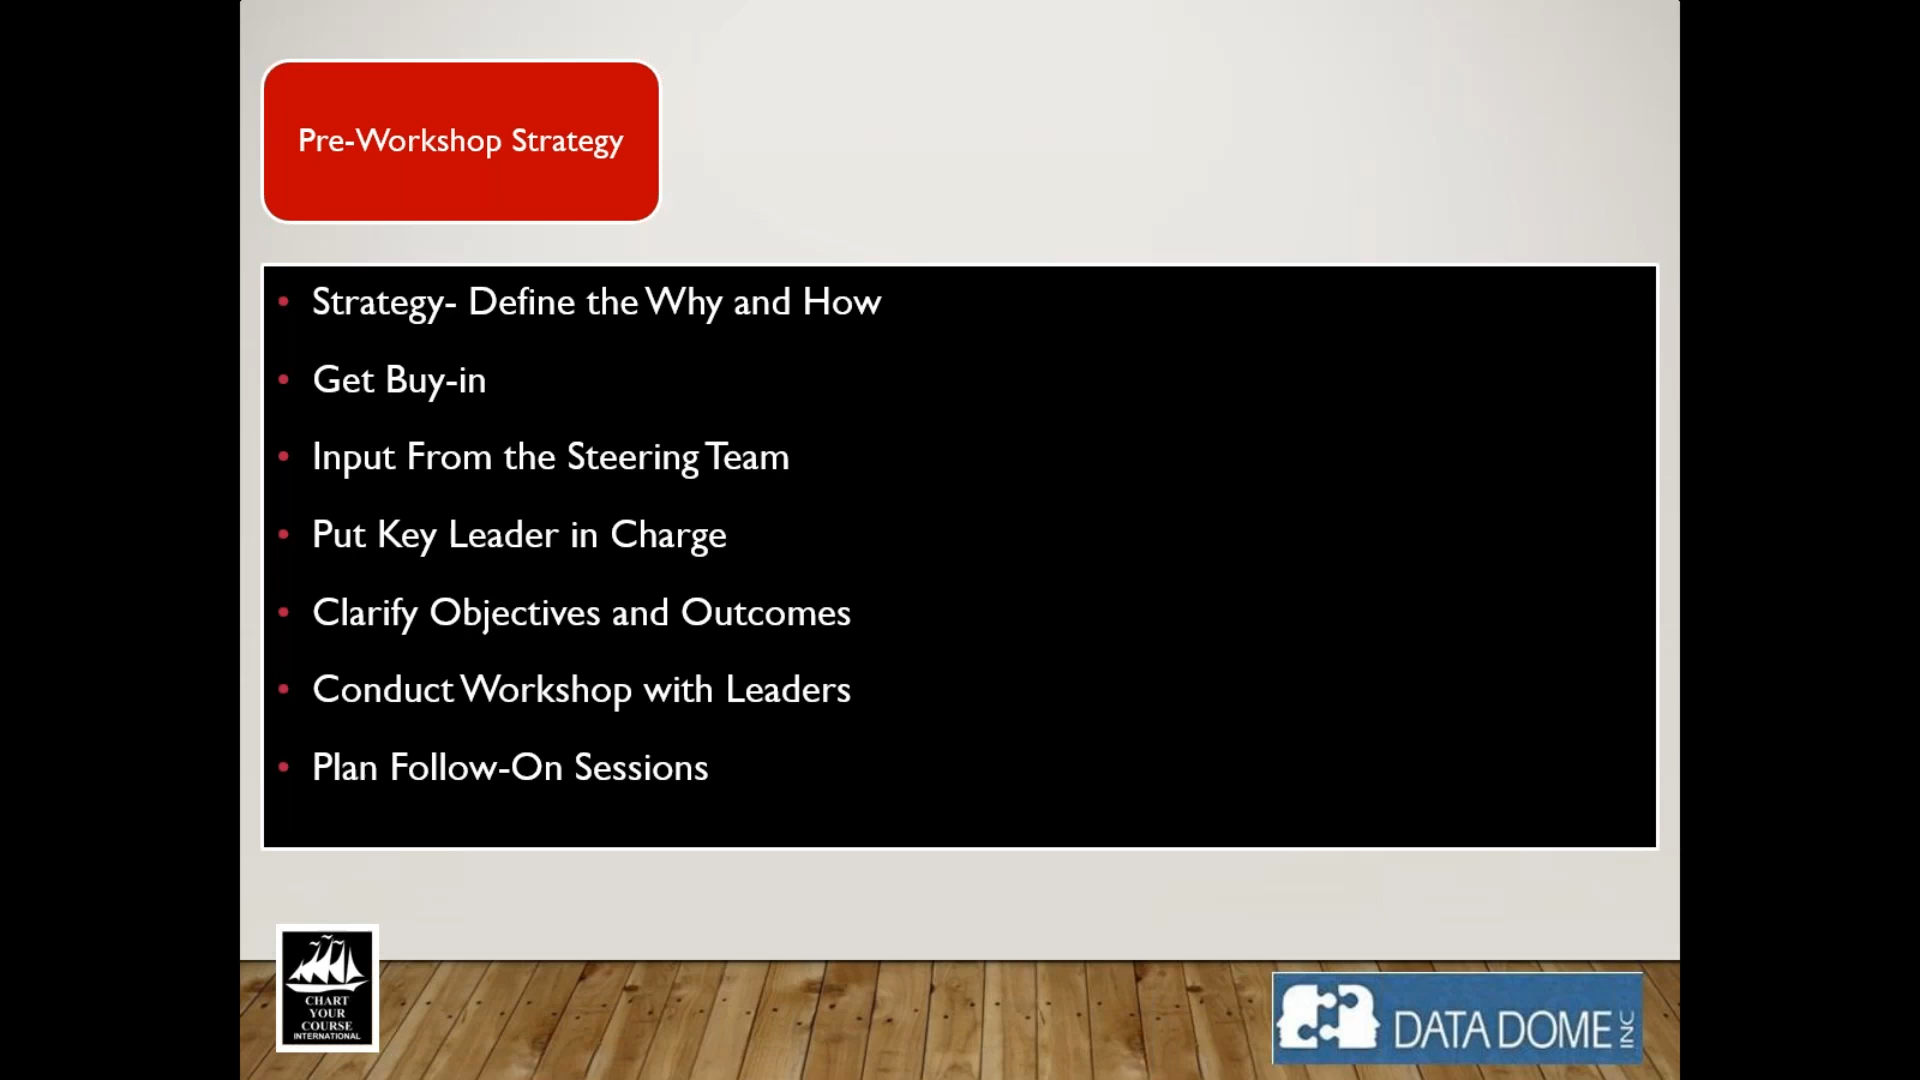 Pre-Workshop Strategy
• Strategy- Define the Why and How
• Get Buy-in
• Input From the Steering Team
• Put Key Leader in Charge
• Clarify Objectives and Outcomes
• Conduct Workshop with Leaders
• Plan Follow-On Sessions
CHART
YOUR
COURSE
INTERNATIONAL
DATA DOME INC